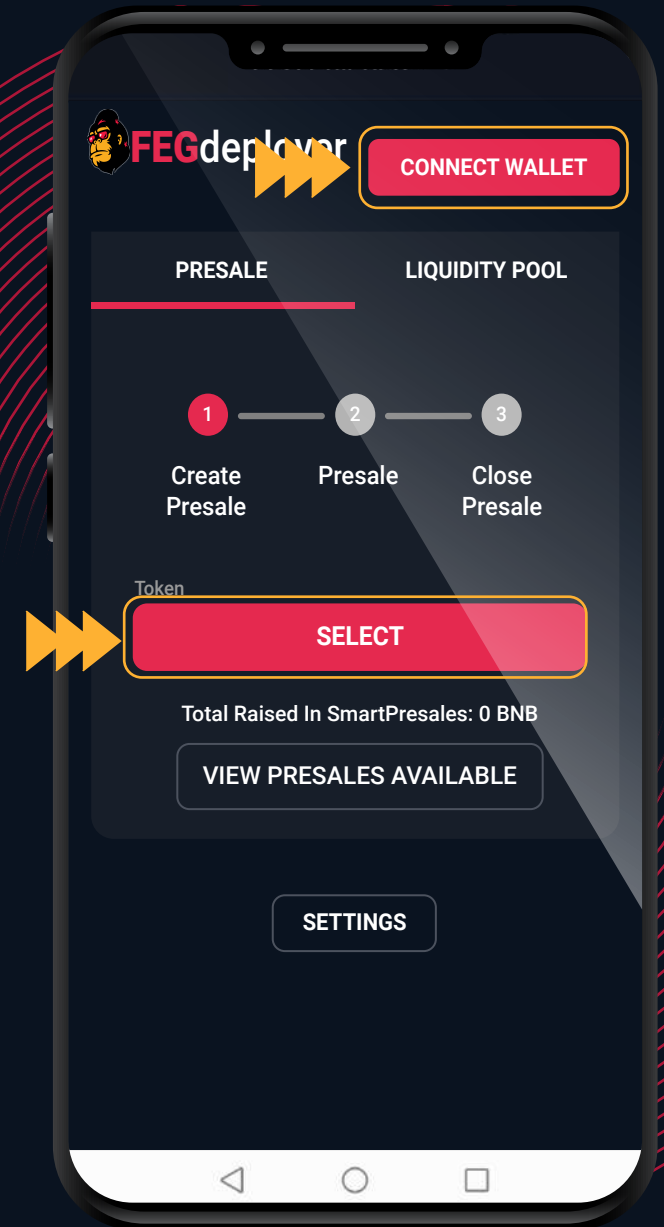 FEGdeployer
CONNECT WALLET
PRESALE
LIQUIDITY POOL
1
2
3
Create
Presale
Presale
Close
Presale
Token
SELECT
Total Raised In SmartPresales: 0 BNB
VIEW PRESALES AVAILABLE
SETTINGS